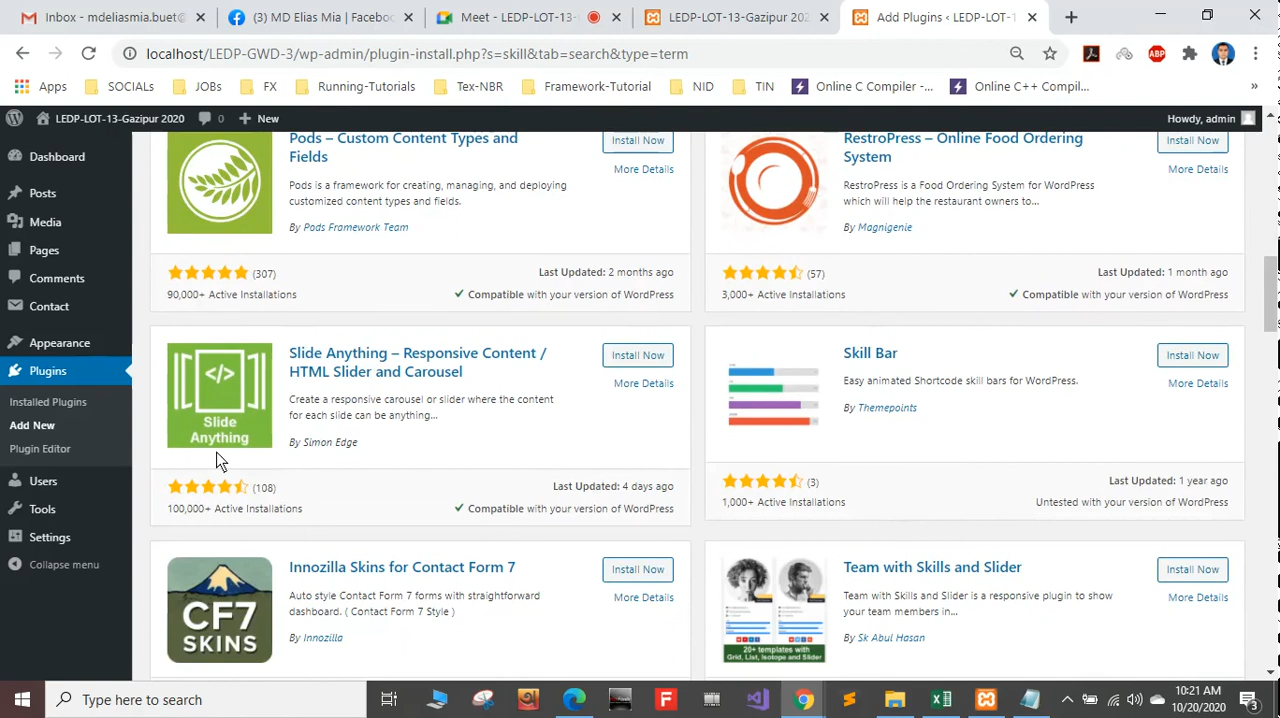 Inbox - mdeliasmia.bset@
(3) MD Elias Mia | Facebook
Meet - LEDP-LOT-13-
LEDP-LOT-13-Gazipur 202
Add Plugins ‹ LEDP-LOT-1
localhost/LEDP-GWD-3/wp-admin/plugin-install.php?s=skill&tab=search&type=term
ABP
Apps SOCIALs JOBs FX Running-Tutorials Tex-NBR Framework-Tutorial NID TIN Online C Compiler -... Online C++ Compil... »
LEDP-LOT-13-Gazipur 2020 0 New Howdy, admin
Dashboard
Posts
Media
Pages
Comments
Contact
Appearance
Plugins
Installed Plugins
Add New
Plugin Editor
Users
Tools
Settings
Collapse menu
Pods – Custom Content Types and
Fields
Install Now
More Details
Pods is a framework for creating, managing, and deploying
customized content types and fields.
By Pods Framework Team
(307) Last Updated: 2 months ago
90,000+ Active Installations Compatible with your version of WordPress
RestroPress – Online Food Ordering
System
Install Now
More Details
RestroPress is a Food Ordering System for WordPress
which will help the restaurant owners to...
By Magnigenie
(57) Last Updated: 1 month ago
3,000+ Active Installations Compatible with your version of WordPress
</>
Slide
Anything
Slide Anything – Responsive Content /
HTML Slider and Carousel
Install Now
More Details
Create a responsive carousel or slider where the content
for each slide can be anything...
By Simon Edge
(108) Last Updated: 4 days ago
100,000+ Active Installations Compatible with your version of WordPress
Skill Bar
Install Now
More Details
Easy animated Shortcode skill bars for WordPress.
By Themepoints
(3) Last Updated: 1 year ago
1,000+ Active Installations Untested with your version of WordPress
CF7
SKINS
Innozilla Skins for Contact Form 7
Install Now
More Details
Auto style Contact Form 7 forms with straightforward
dashboard. ( Contact Form 7 Style )
By Innozilla
20+ templates with
Grid, List, Isotope and Slider
Team with Skills and Slider
Install Now
More Details
Team with Skills and Slider is a responsive plugin to show
your team members in...
By Sk Abul Hasan
Type here to search
10:21 AM
10/20/2020
3